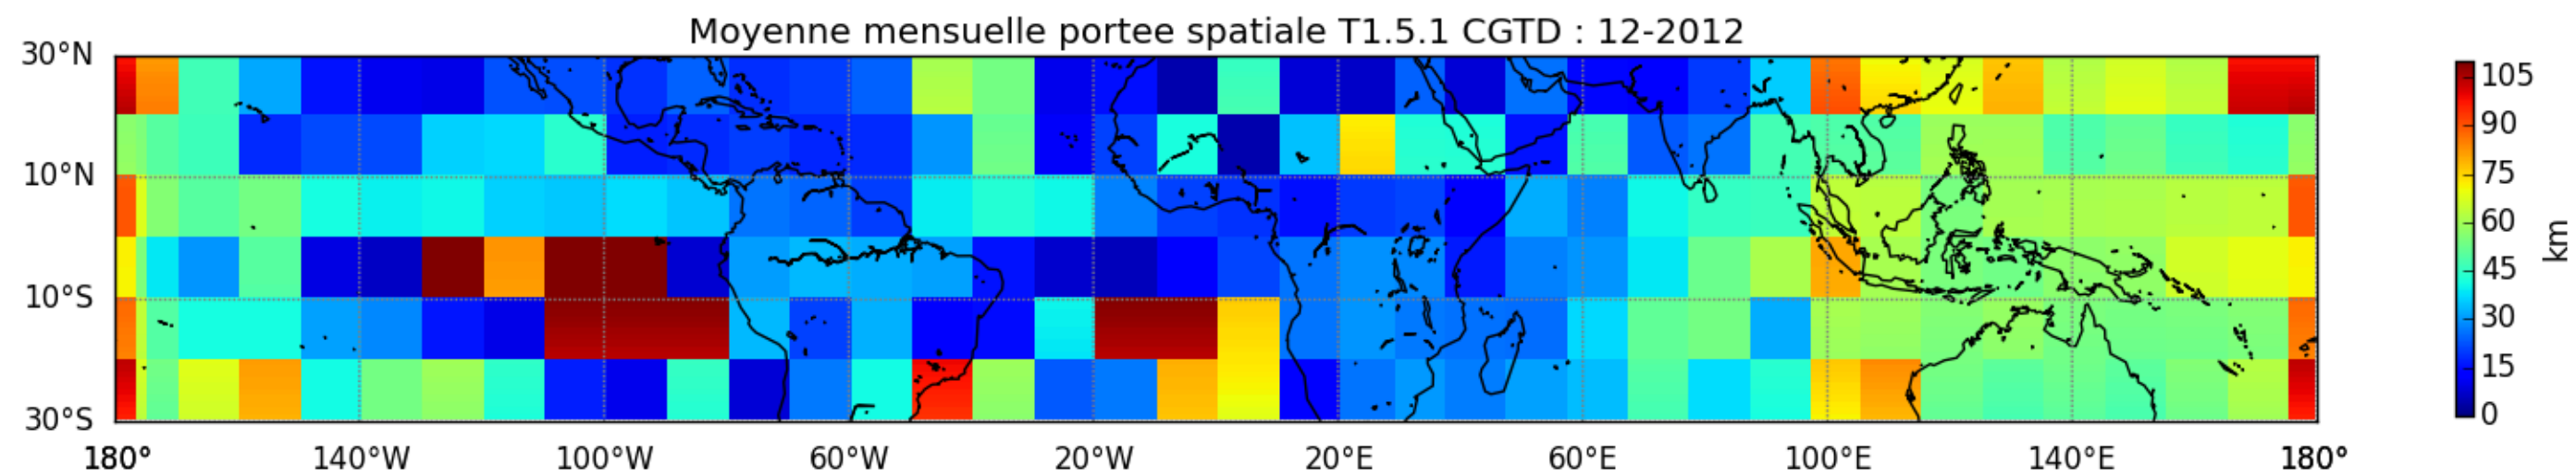 Moyenne mensuelle portee spatiale T1.5.1 CGTD : 12-2012
30°N
10°N
10°S
30°S
180° 140°W 100°W 60°W 20°W 20°E 60°E 100°E 140°E 180°
105
90
75
60
45
30
15
0
km